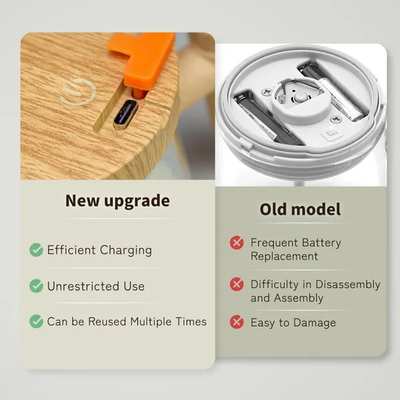 New upgrade
Efficient Charging
Unrestricted Use
Can be Reused Multiple Times
Old model
Frequent Battery
Replacement
Difficulty in Disassembly
and Assembly
Easy to Damage